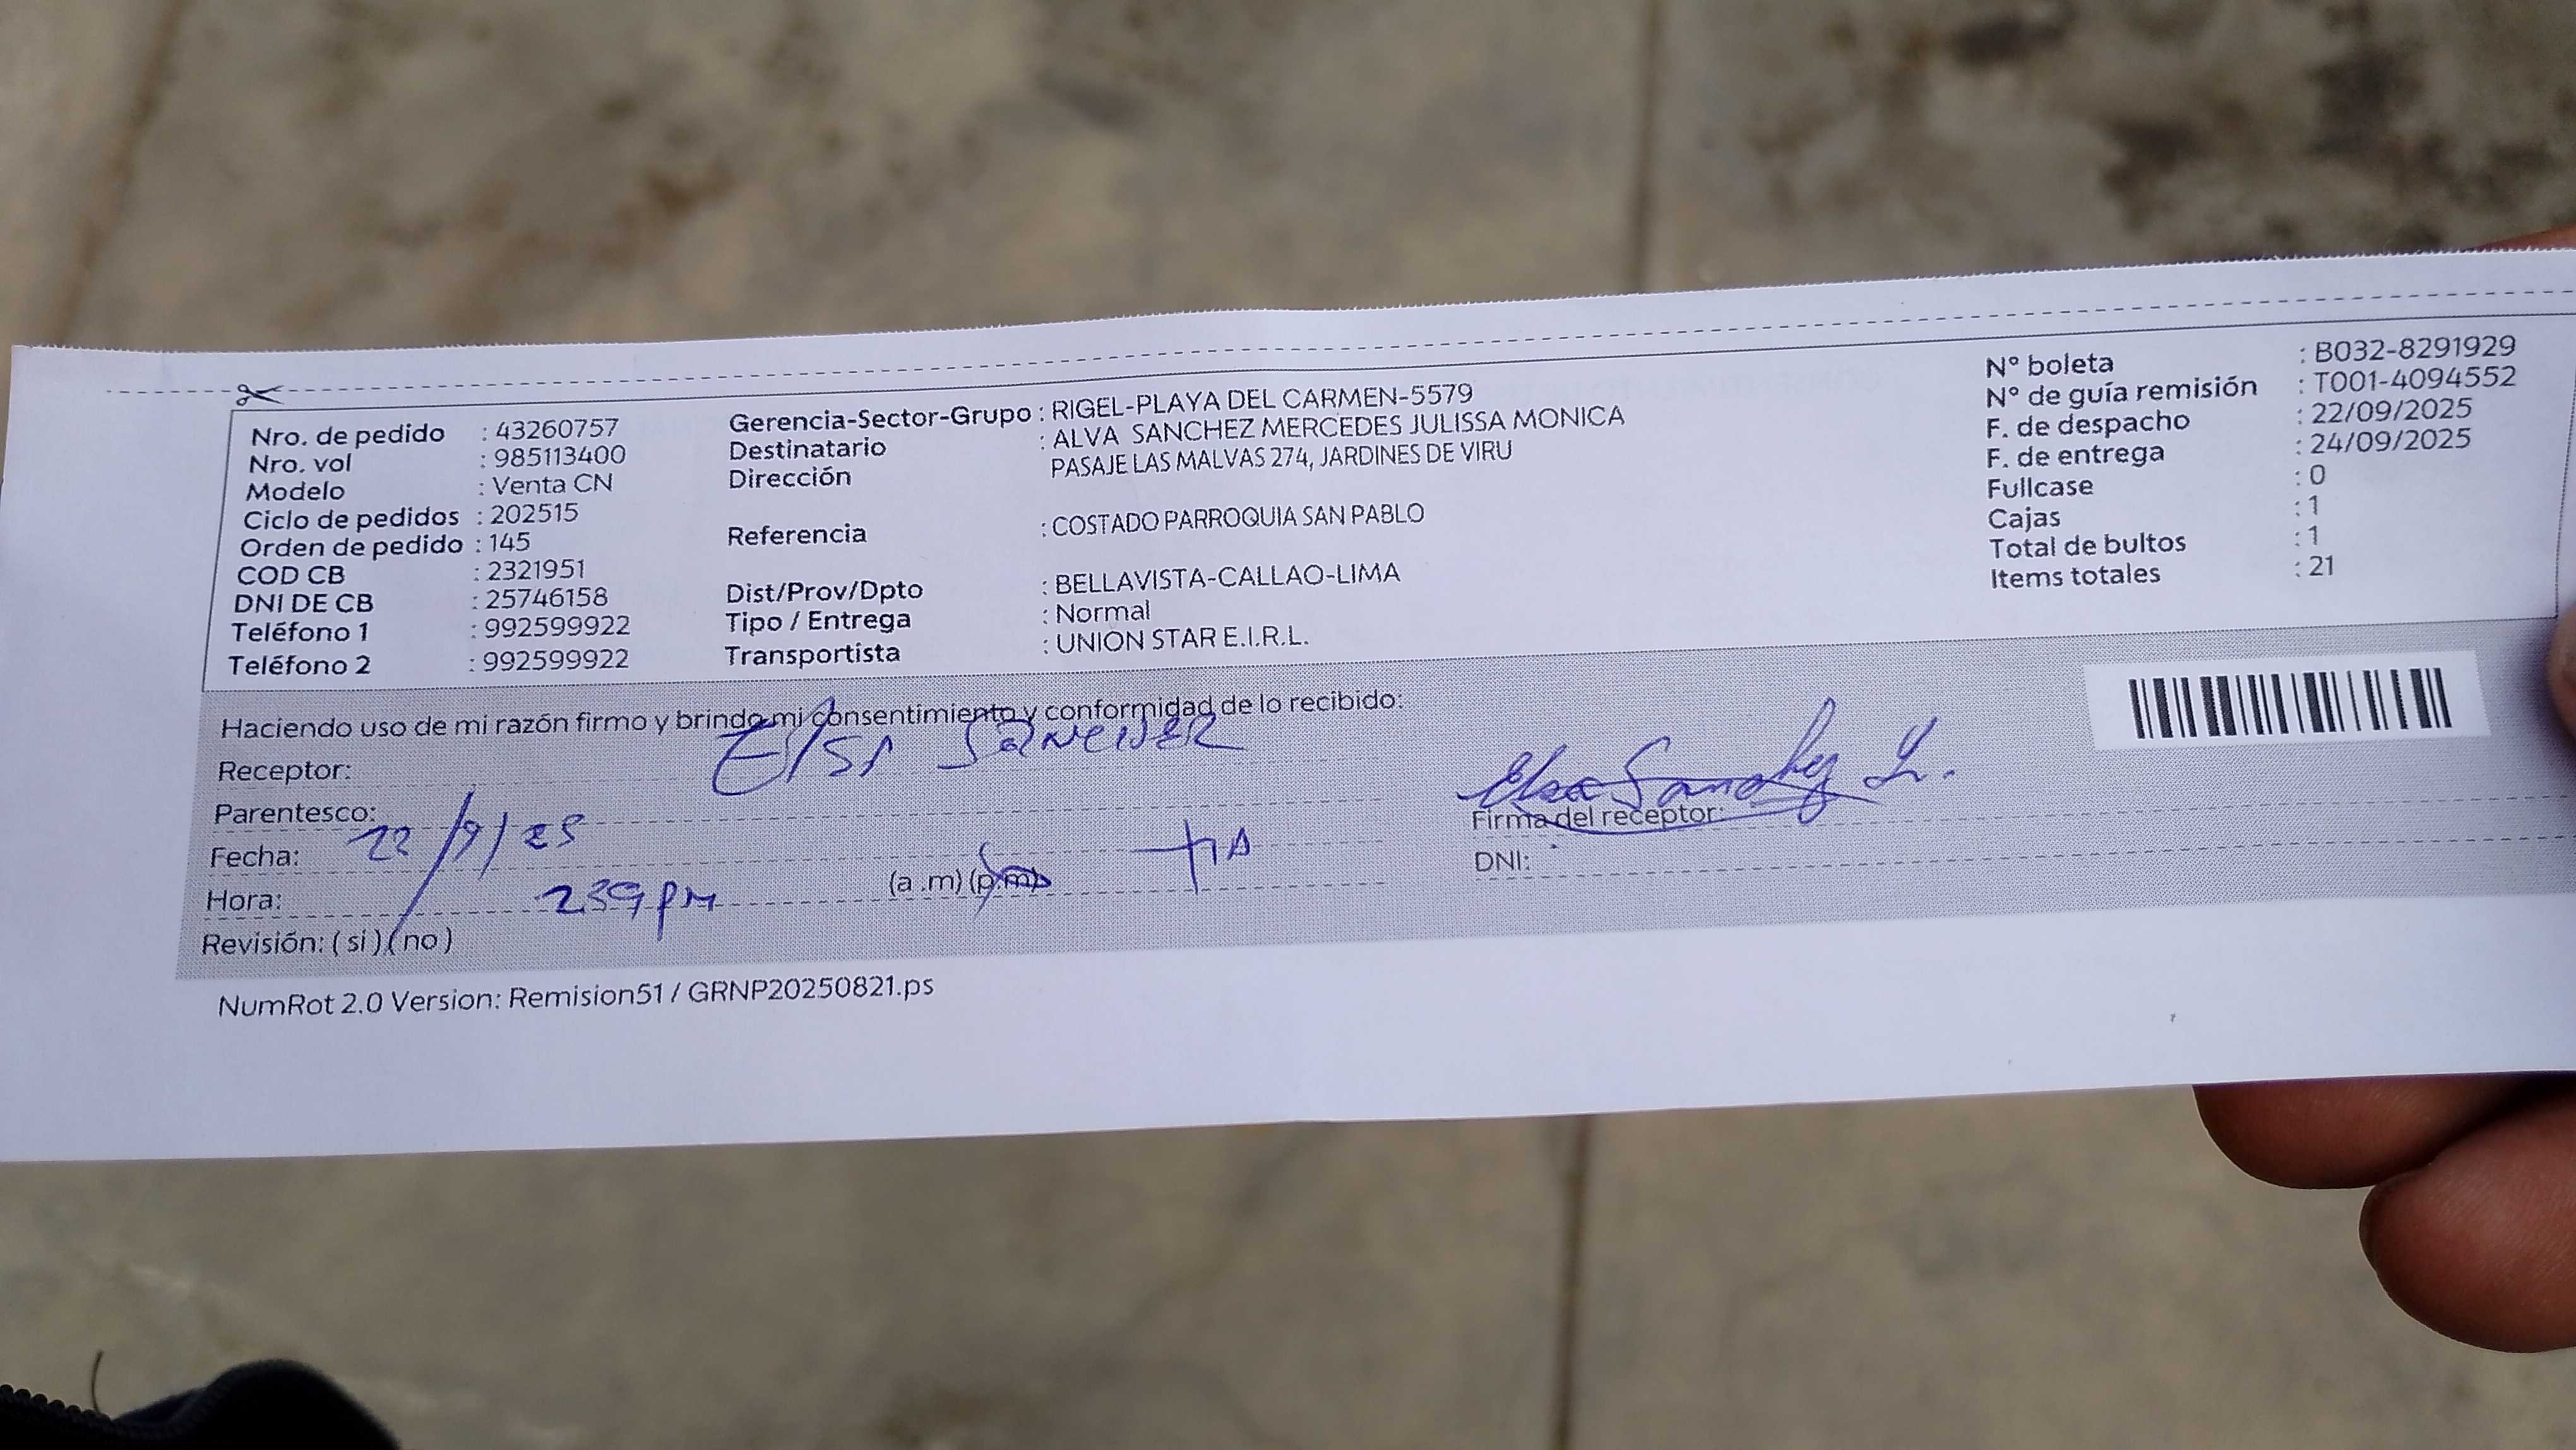 Nro. de pedido : 43260757
Nro. vol : 985113400
Modelo : Venta CN
Ciclo de pedidos : 202515
Orden de pedido : 145
COD CB : 2321951
DNI DE CB : 25746158
Teléfono 1 : 992599922
Teléfono 2 : 992599922
Gerencia-Sector-Grupo : RIGEL-PLAYA DEL CARMEN-5579
Destinatario : ALVA SANCHEZ MERCEDES JULISSA MONICA
Dirección PASAJE LAS MALVAS 274, JARDINES DE VIRU
Referencia : COSTADO PARROQUIA SAN PABLO
Dist/Prov/Dpto : BELLAVISTA-CALLAO-LIMA
Tipo / Entrega : Normal
Transportista : UNION STAR E.I.R.L.
N° boleta : B032-8291929
N° de guía remisión : T001-4094552
F. de despacho : 22/09/2025
F. de entrega : 24/09/2025
Fullcase : 0
Cajas : 1
Total de bultos : 1
Items totales : 21
Haciendo uso de mi razón firmo y brindo mi consentimiento y conformidad de lo recibido:
Receptor:
Parentesco: tia
Fecha: 22/9/25
Hora: 239 pm (a .m) (p.m)
Revisión: ( si ) ( no )
Elsa Sanchez L.
Firma del receptor:
DNI:
NumRot 2.0 Version: Remision51 / GRNP20250821.ps